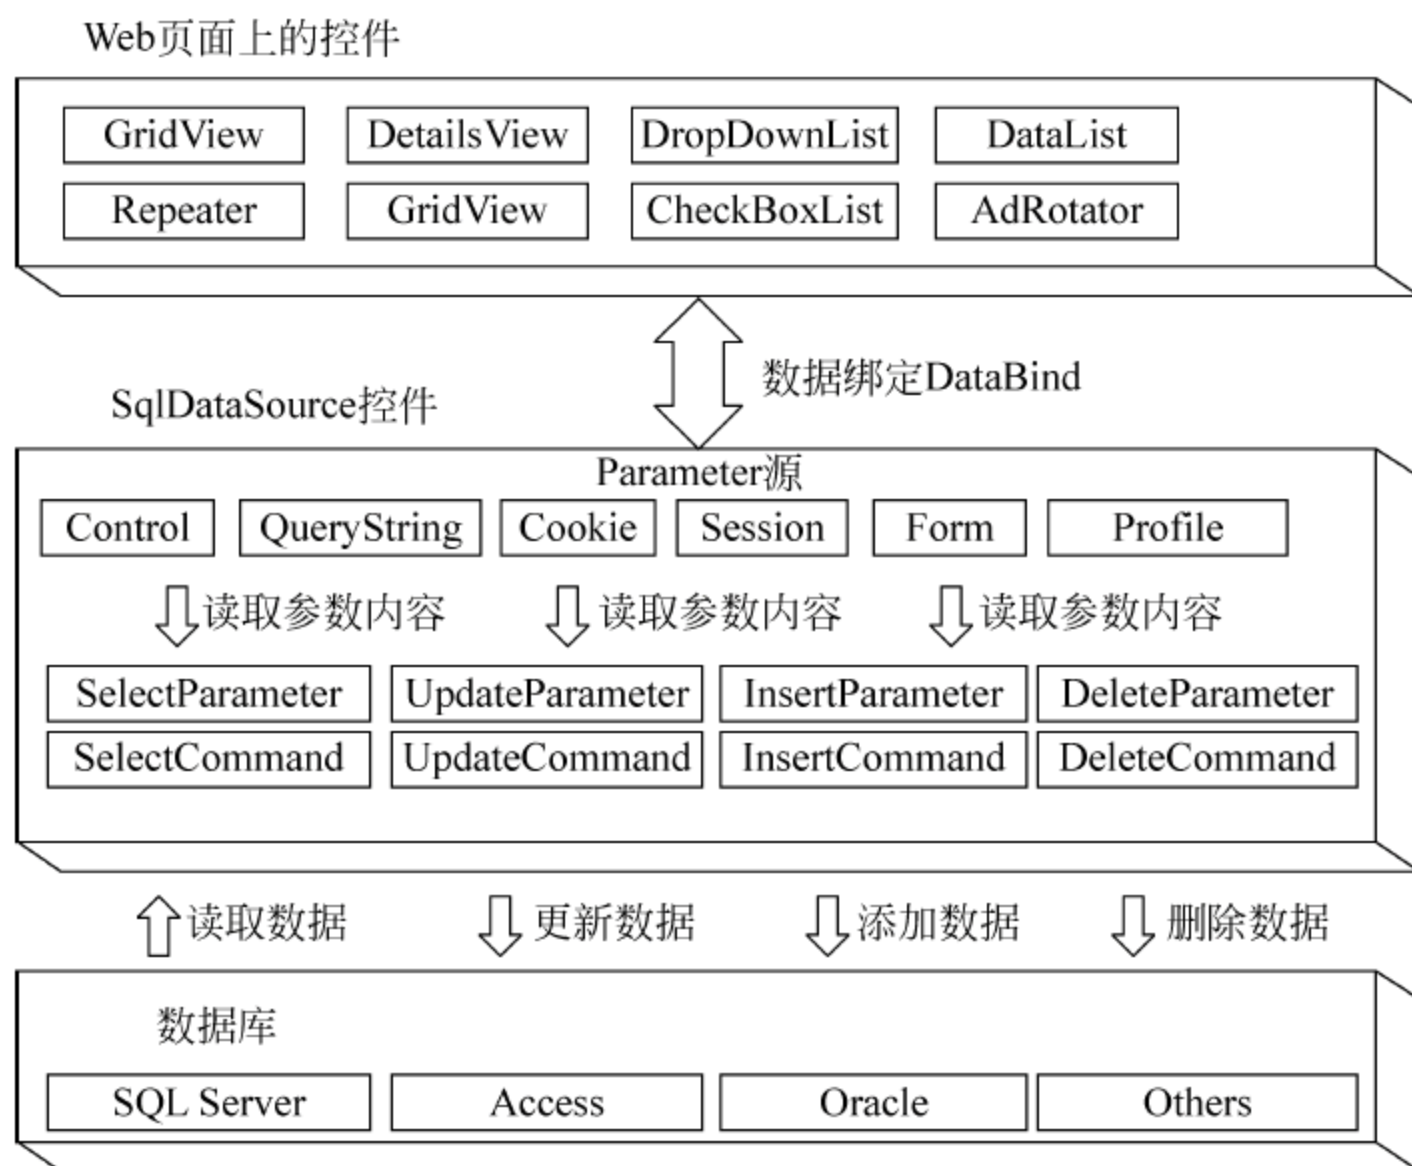 Web页面上的控件
GridView DetailsView DropDownList DataList
Repeater GridView CheckBoxList AdRotator
数据绑定DataBind
SqlDataSource控件
Parameter源
Control QueryString Cookie Session Form Profile
读取参数内容 读取参数内容 读取参数内容
SelectParameter UpdateParameter InsertParameter DeleteParameter
SelectCommand UpdateCommand InsertCommand DeleteCommand
读取数据 更新数据 添加数据 删除数据
数据库
SQL Server Access Oracle Others